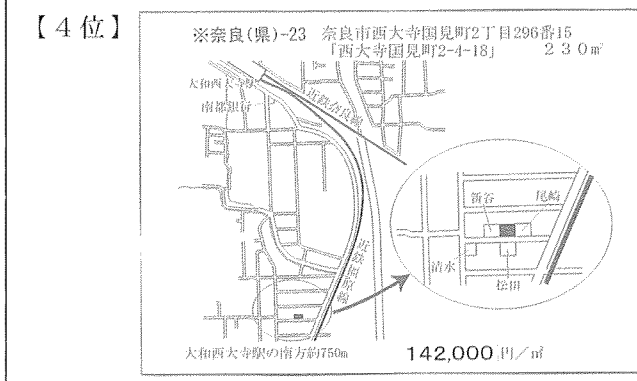 【４位】
※奈良(県)-23 奈良市西大寺国見町2丁目296番15
「西大寺国見町2-4-18」 ２３０㎡
大和西大寺駅
南都銀行
近鉄奈良線
近鉄橿原線
新谷
尾崎
清水
松田
大和西大寺駅の南方約750m
142,000 円/㎡